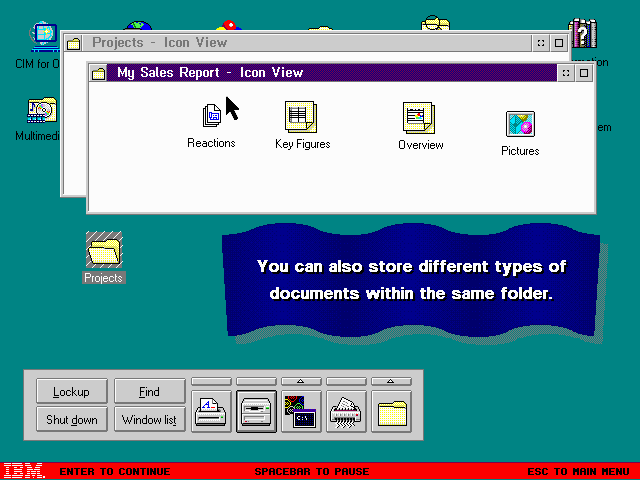 CIM for O
Projects - Icon View
My Sales Report - Icon View
Multimedi
Reactions
Key Figures
Overview
Pictures
Projects
You can also store different types of
documents within the same folder.
Lockup
Find
Shut down
Window list
C:\
IBM.
ENTER TO CONTINUE
SPACEBAR TO PAUSE
ESC TO MAIN MENU